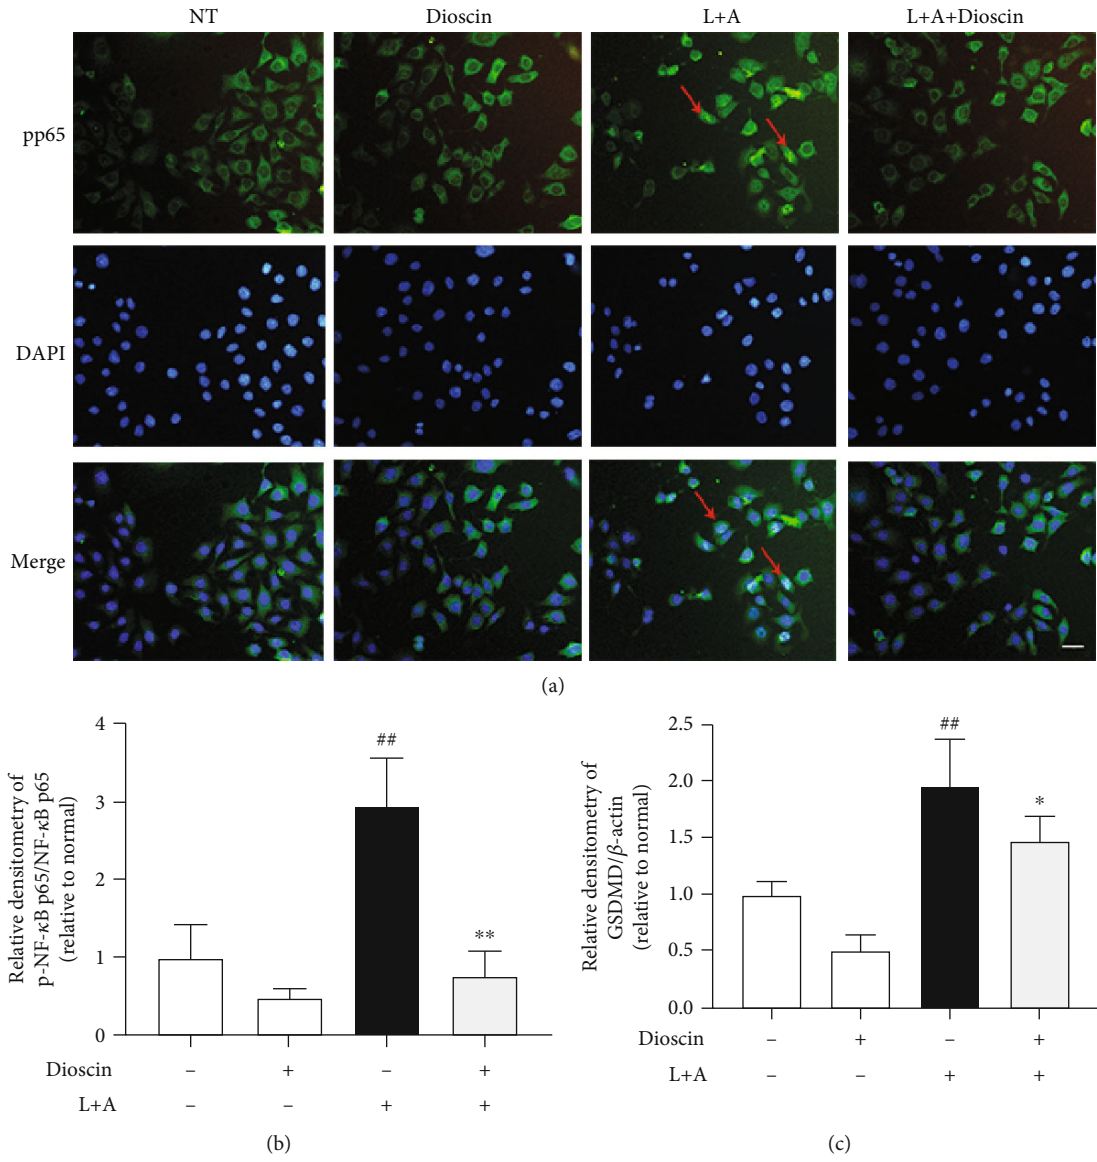 NT Dioscin L+A L+A+Dioscin
pp65
DAPI
Merge
(a)
Relative densitometry of
p-NF-κB p65/NF-κB p65
(relative to normal)
4
3
2
1
0
##
**
Dioscin – + – +
L+A – – + +
(b)
Relative densitometry of
GSDMD/β-actin
(relative to normal)
2.5
2.0
1.5
1.0
0.5
0.0
##
*
Dioscin – + – +
L+A – – + +
(c)